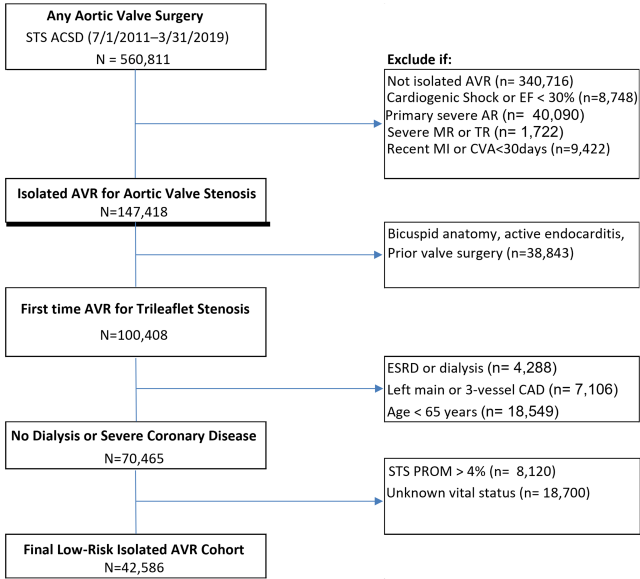 Any Aortic Valve Surgery
STS ACSD (7/1/2011–3/31/2019)
N = 560,811
Exclude if:
Not isolated AVR (n= 340,716)
Cardiogenic Shock or EF < 30% (n=8,748)
Primary severe AR (n= 40,090)
Severe MR or TR (n= 1,722)
Recent MI or CVA<30days (n=9,422)
Isolated AVR for Aortic Valve Stenosis
N=147,418
Bicuspid anatomy, active endocarditis,
Prior valve surgery (n=38,843)
First time AVR for Trileaflet Stenosis
N=100,408
ESRD or dialysis (n= 4,288)
Left main or 3-vessel CAD (n= 7,106)
Age < 65 years (n= 18,549)
No Dialysis or Severe Coronary Disease
N=70,465
STS PROM > 4% (n= 8,120)
Unknown vital status (n= 18,700)
Final Low-Risk Isolated AVR Cohort
N=42,586